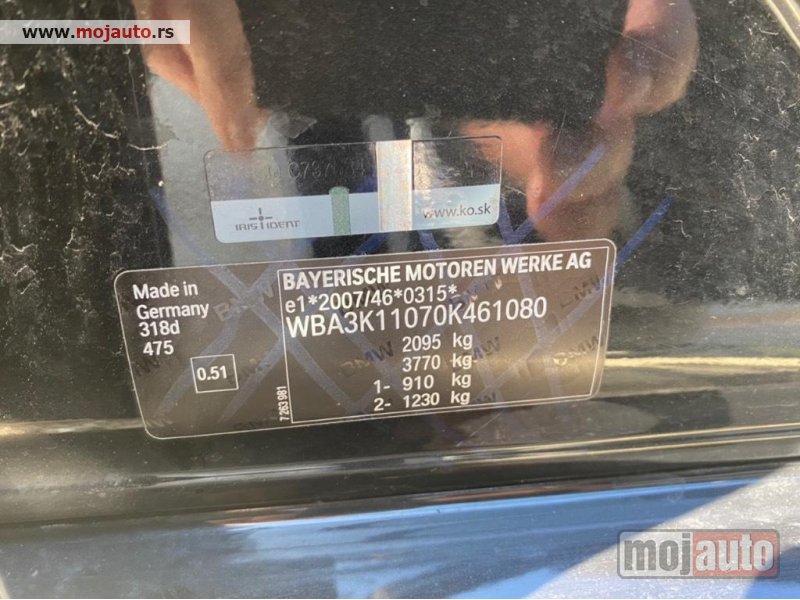 www.mojauto.rs
IRIS IDENT
www.ko.sk
Made in
Germany
318d
475
0.51
7 263 981
BAYERISCHE MOTOREN WERKE AG
e1*2007/46*0315*
WBA3K11070K461080
2095 kg
3770 kg
1- 910 kg
2- 1230 kg
BMW
mojauto